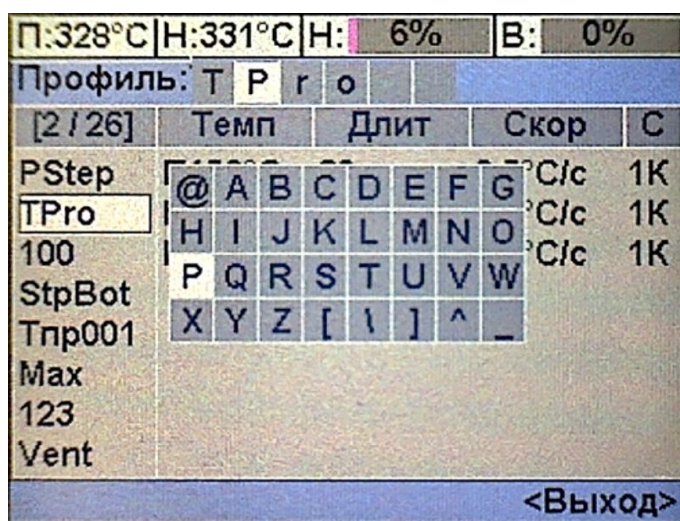 П:328°C Н:331°C Н: 6% В: 0%
Профиль: T P r o
[2 / 26] Темп Длит Скор С
PStep °C/c 1К
TPro °C/c 1К
100 °C/c 1К
StpBot
Tпр001
Max
123
Vent
@ A B C D E F G
H I J K L M N O
P Q R S T U V W
X Y Z [ \ ] ^ _
<Выход>